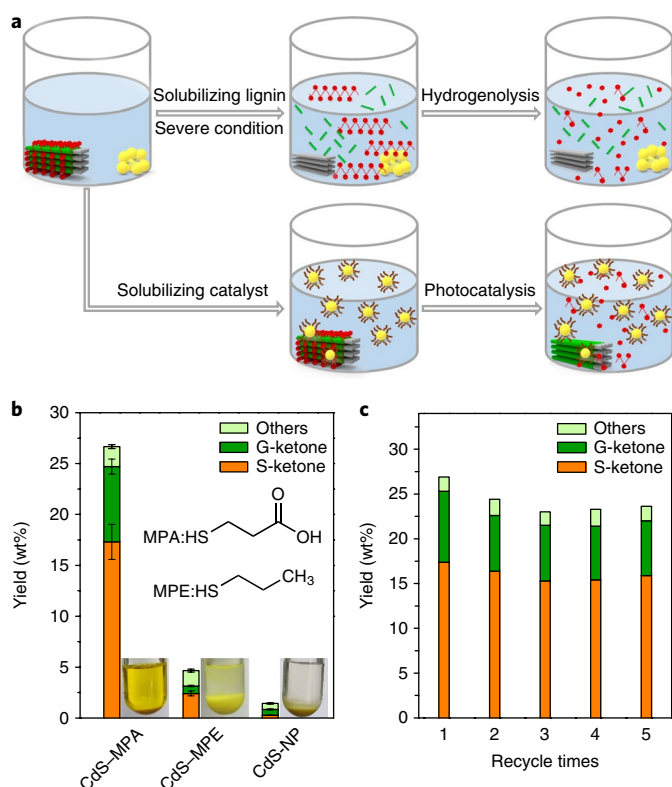 a
Solubilizing lignin
Severe condition
Hydrogenolysis
Solubilizing catalyst
Photocatalysis
b
30
25
20
15
10
5
0
Yield (wt%)
Others
G-ketone
S-ketone
O
MPA:HS
OH
MPE:HS
CH3
CdS–MPA
CdS–MPE
CdS-NP
c
30
25
20
15
10
5
0
Yield (wt%)
Others
G-ketone
S-ketone
1 2 3 4 5
Recycle times